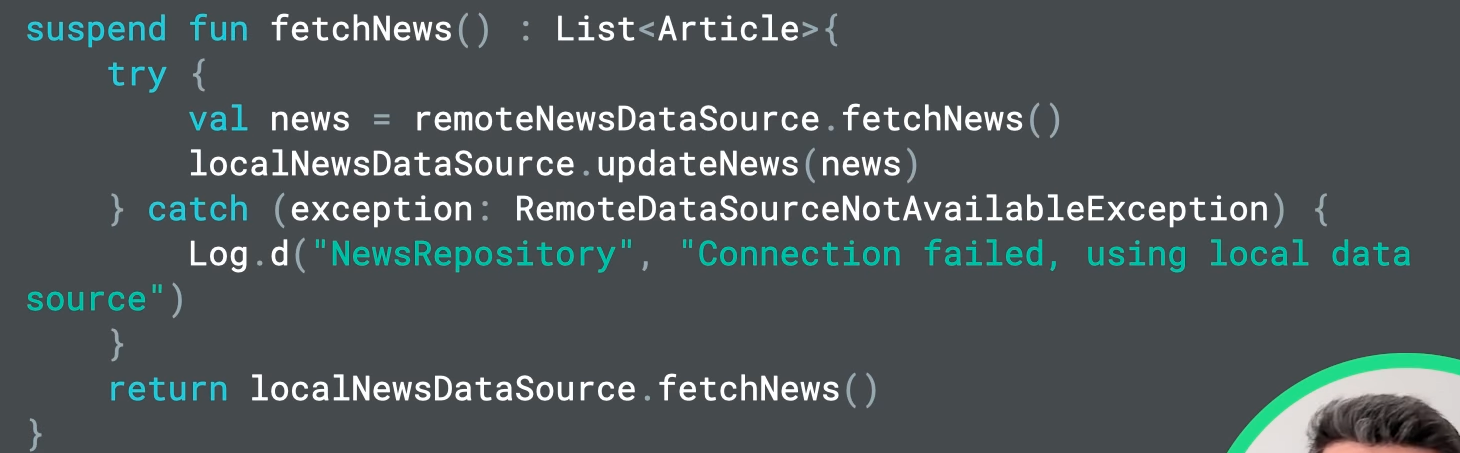 suspend fun fetchNews() : List<Article>{
    try {
        val news = remoteNewsDataSource.fetchNews()
        localNewsDataSource.updateNews(news)
    } catch (exception: RemoteDataSourceNotAvailableException) {
        Log.d("NewsRepository", "Connection failed, using local data
source")
    }
    return localNewsDataSource.fetchNews()
}